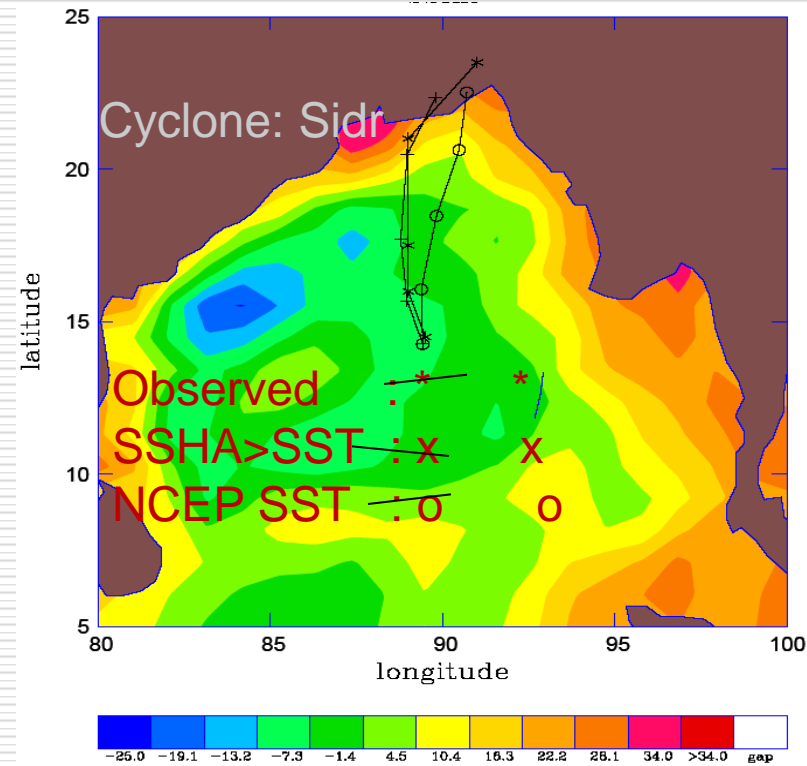 25
Cyclone: Sidr
20
latitude
15
Observed : * *
SSHA>SST : x x
10
NCEP SST : o o
5
80 85 90 95 100
longitude
-25.0 -19.1 -13.2 -7.3 -1.4 4.5 10.4 16.3 22.2 28.1 34.0 >34.0 gap